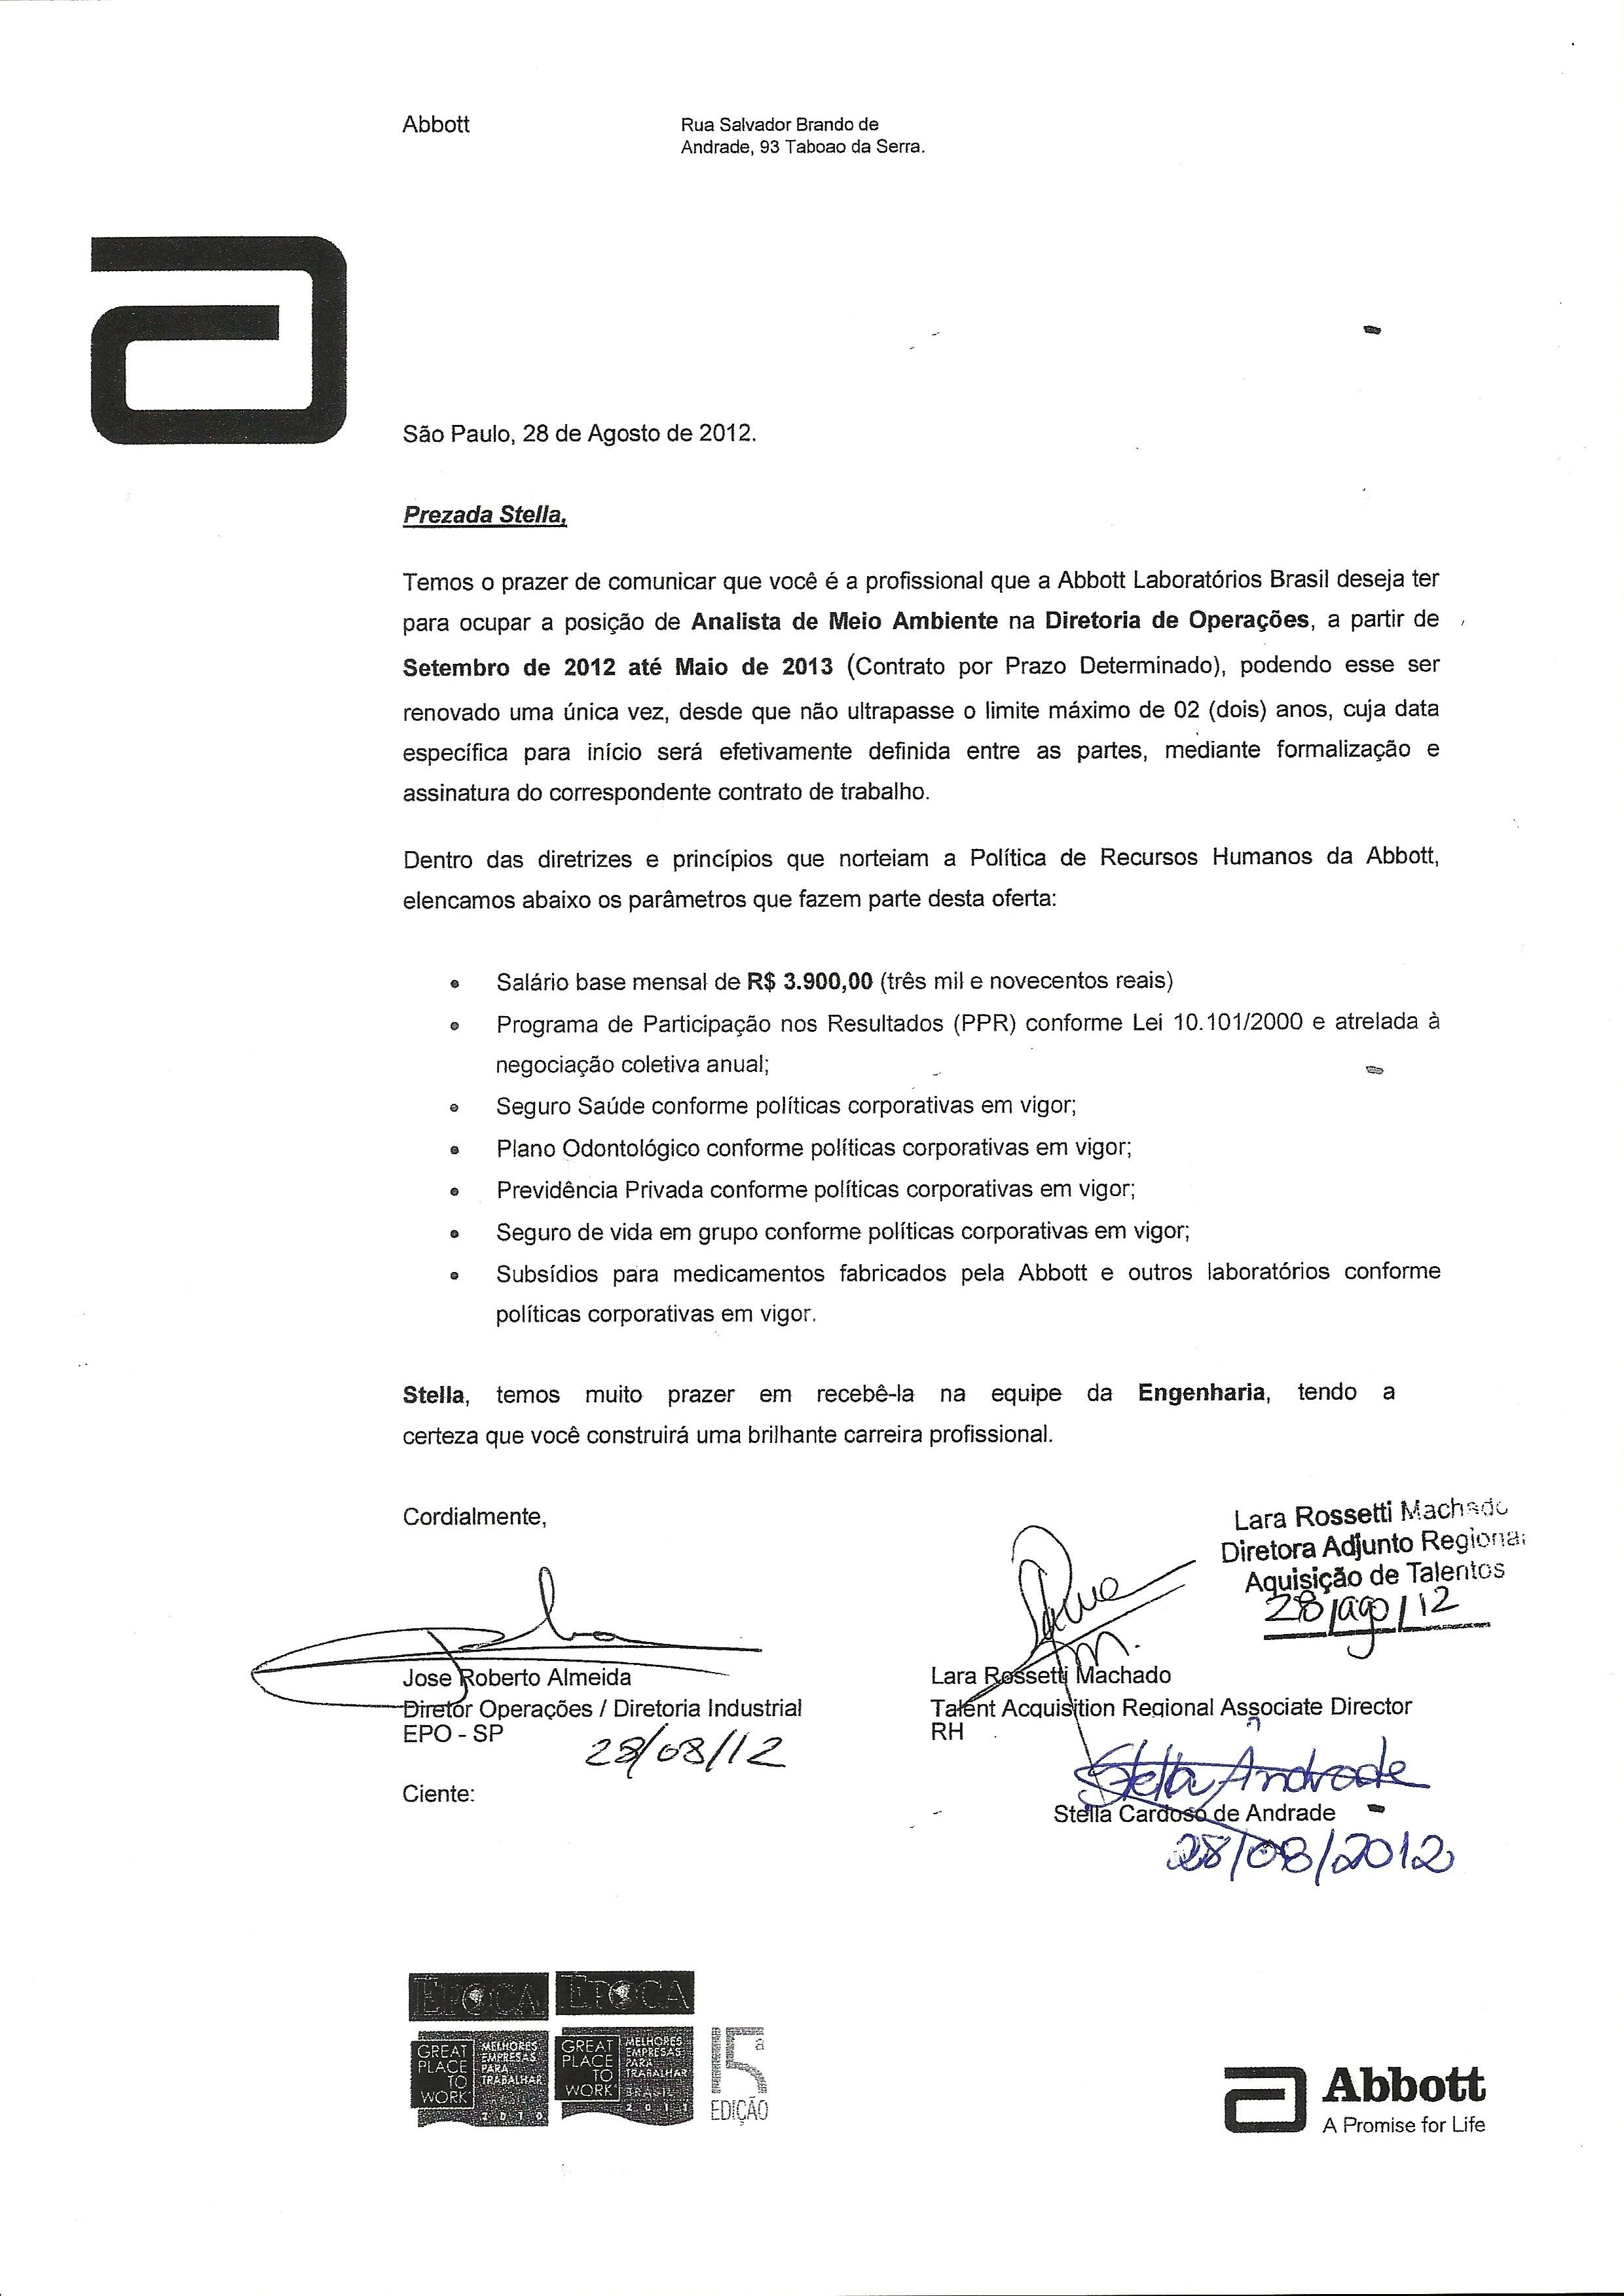 Abbott
Rua Salvador Brando de
Andrade, 93 Taboao da Serra.
São Paulo, 28 de Agosto de 2012.
Prezada Stella,
Temos o prazer de comunicar que você é a profissional que a Abbott Laboratórios Brasil deseja ter
para ocupar a posição de Analista de Meio Ambiente na Diretoria de Operações, a partir de
Setembro de 2012 até Maio de 2013 (Contrato por Prazo Determinado), podendo esse ser
renovado uma única vez, desde que não ultrapasse o limite máximo de 02 (dois) anos, cuja data
específica para início será efetivamente definida entre as partes, mediante formalização e
assinatura do correspondente contrato de trabalho.
Dentro das diretrizes e princípios que norteiam a Política de Recursos Humanos da Abbott,
elencamos abaixo os parâmetros que fazem parte desta oferta:
• Salário base mensal de R$ 3.900,00 (três mil e novecentos reais)
• Programa de Participação nos Resultados (PPR) conforme Lei 10.101/2000 e atrelada à
negociação coletiva anual;
• Seguro Saúde conforme políticas corporativas em vigor;
• Plano Odontológico conforme políticas corporativas em vigor;
• Previdência Privada conforme políticas corporativas em vigor;
• Seguro de vida em grupo conforme políticas corporativas em vigor;
• Subsídios para medicamentos fabricados pela Abbott e outros laboratórios conforme
políticas corporativas em vigor.
Stella, temos muito prazer em recebê-la na equipe da Engenharia, tendo a
certeza que você construirá uma brilhante carreira profissional.
Cordialmente,
Lara Rossetti Machado
Diretora Adjunto Regional
Aquisição de Talentos
28/ago/12
Jose Roberto Almeida
Diretor Operações / Diretoria Industrial
EPO - SP
28/08/12
Lara Rossetti Machado
Talent Acquisition Regional Associate Director
RH
Ciente:
Stella Andrade
Stella Cardoso de Andrade
28/08/2012
ÉPOCA
GREAT
PLACE
TO
WORK
MELHORES
EMPRESAS
PARA
TRABALHAR
2010
ÉPOCA
GREAT
PLACE
TO
WORK
MELHORES
EMPRESAS
PARA
TRABALHAR
BRASIL
2011
15ª
EDIÇÃO
Abbott
A Promise for Life